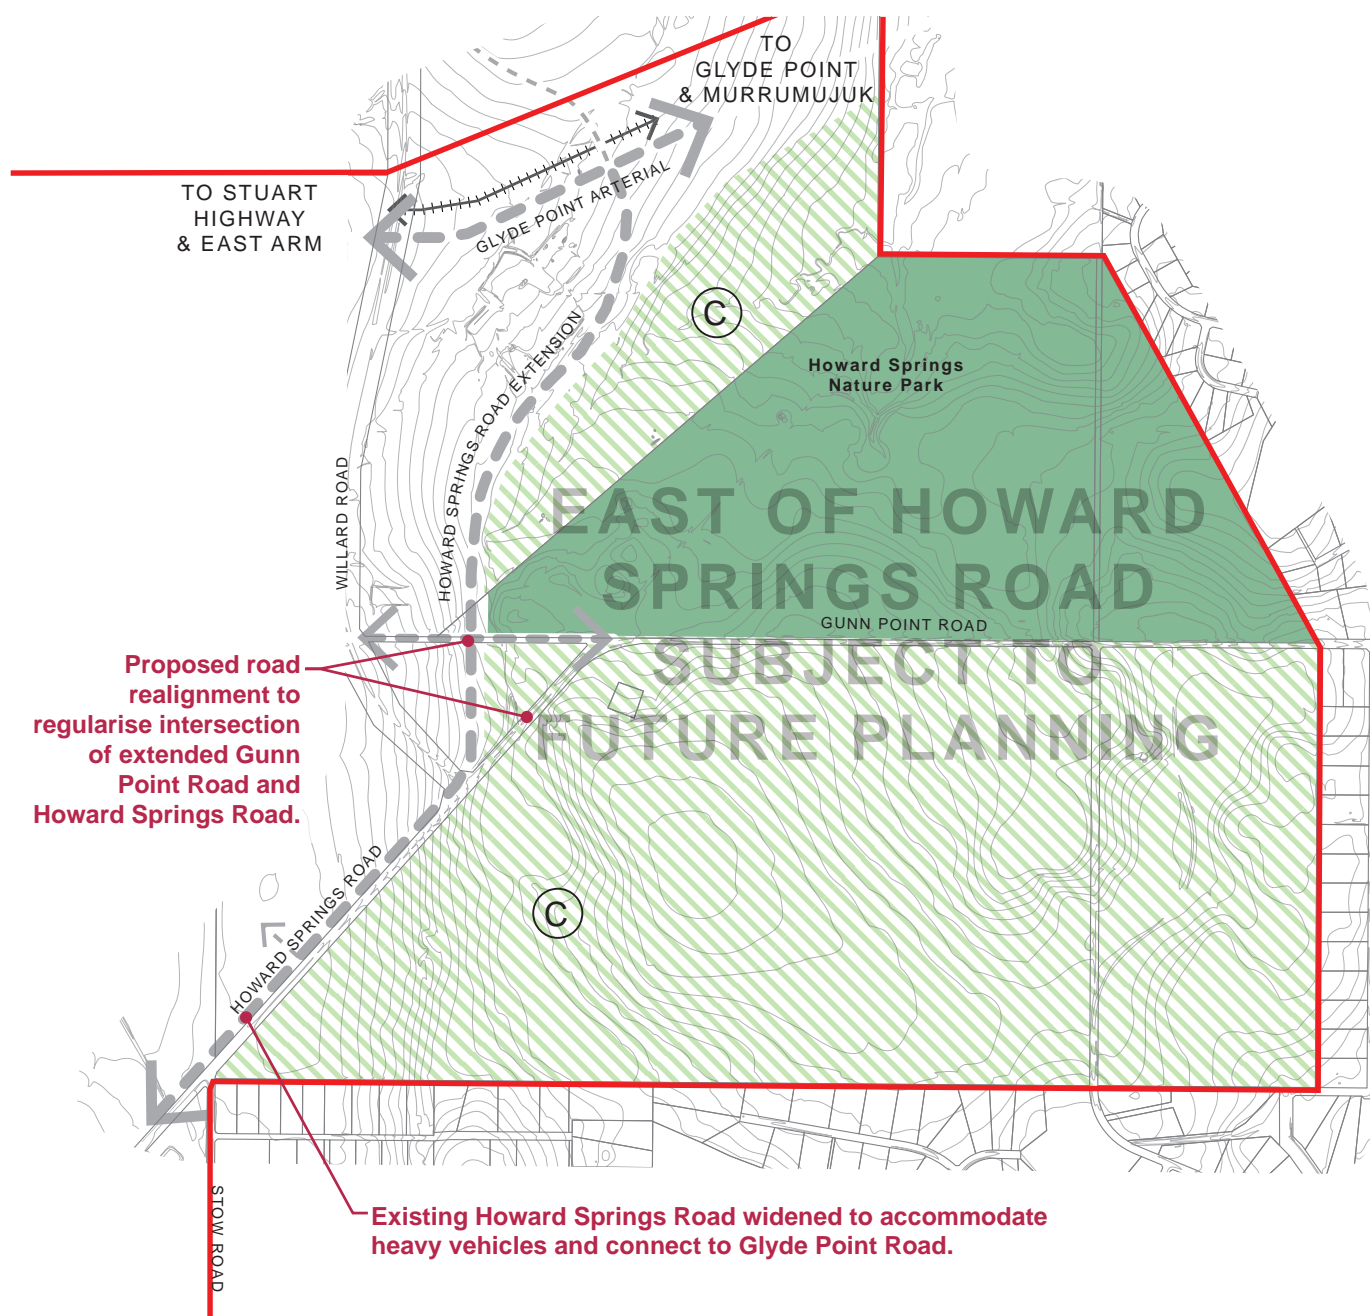 TO
GLYDE POINT
& MURRUMUJUK
TO STUART
HIGHWAY
& EAST ARM
GLYDE POINT ARTERIAL
C
Howard Springs
Nature Park
HOWARD SPRINGS ROAD EXTENSION
WILLARD ROAD
EAST OF HOWARD
SPRINGS ROAD
GUNN POINT ROAD
SUBJECT TO
FUTURE PLANNING
Proposed road
realignment to
regularise intersection
of extended Gunn
Point Road and
Howard Springs Road.
HOWARD SPRINGS ROAD
C
STOW ROAD
Existing Howard Springs Road widened to accommodate
heavy vehicles and connect to Glyde Point Road.